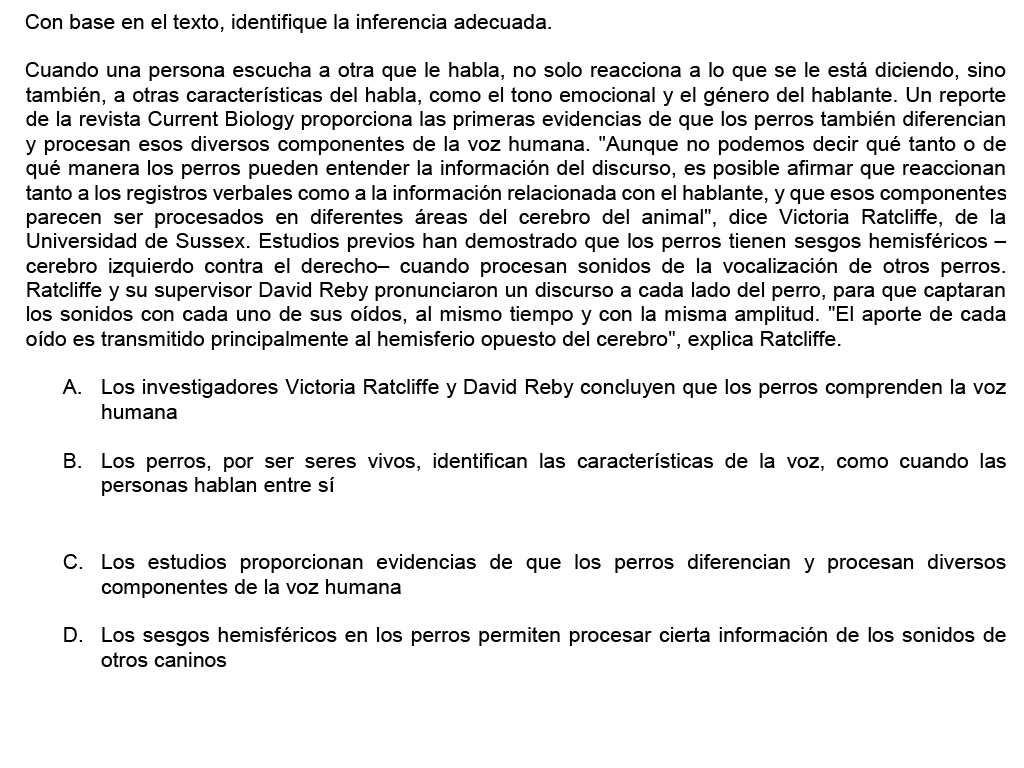 Con base en el texto, identifique la inferencia adecuada.
Cuando una persona escucha a otra que le habla, no solo reacciona a lo que se le está diciendo, sino
también, a otras características del habla, como el tono emocional y el género del hablante. Un reporte
de la revista Current Biology proporciona las primeras evidencias de que los perros también diferencian
y procesan esos diversos componentes de la voz humana. "Aunque no podemos decir qué tanto o de
qué manera los perros pueden entender la información del discurso, es posible afirmar que reaccionan
tanto a los registros verbales como a la información relacionada con el hablante, y que esos componentes
parecen ser procesados en diferentes áreas del cerebro del animal", dice Victoria Ratcliffe, de la
Universidad de Sussex. Estudios previos han demostrado que los perros tienen sesgos hemisféricos –
cerebro izquierdo contra el derecho– cuando procesan sonidos de la vocalización de otros perros.
Ratcliffe y su supervisor David Reby pronunciaron un discurso a cada lado del perro, para que captaran
los sonidos con cada uno de sus oídos, al mismo tiempo y con la misma amplitud. "El aporte de cada
oído es transmitido principalmente al hemisferio opuesto del cerebro", explica Ratcliffe.
A. Los investigadores Victoria Ratcliffe y David Reby concluyen que los perros comprenden la voz
humana
B. Los perros, por ser seres vivos, identifican las características de la voz, como cuando las
personas hablan entre sí
C. Los estudios proporcionan evidencias de que los perros diferencian y procesan diversos
componentes de la voz humana
D. Los sesgos hemisféricos en los perros permiten procesar cierta información de los sonidos de
otros caninos